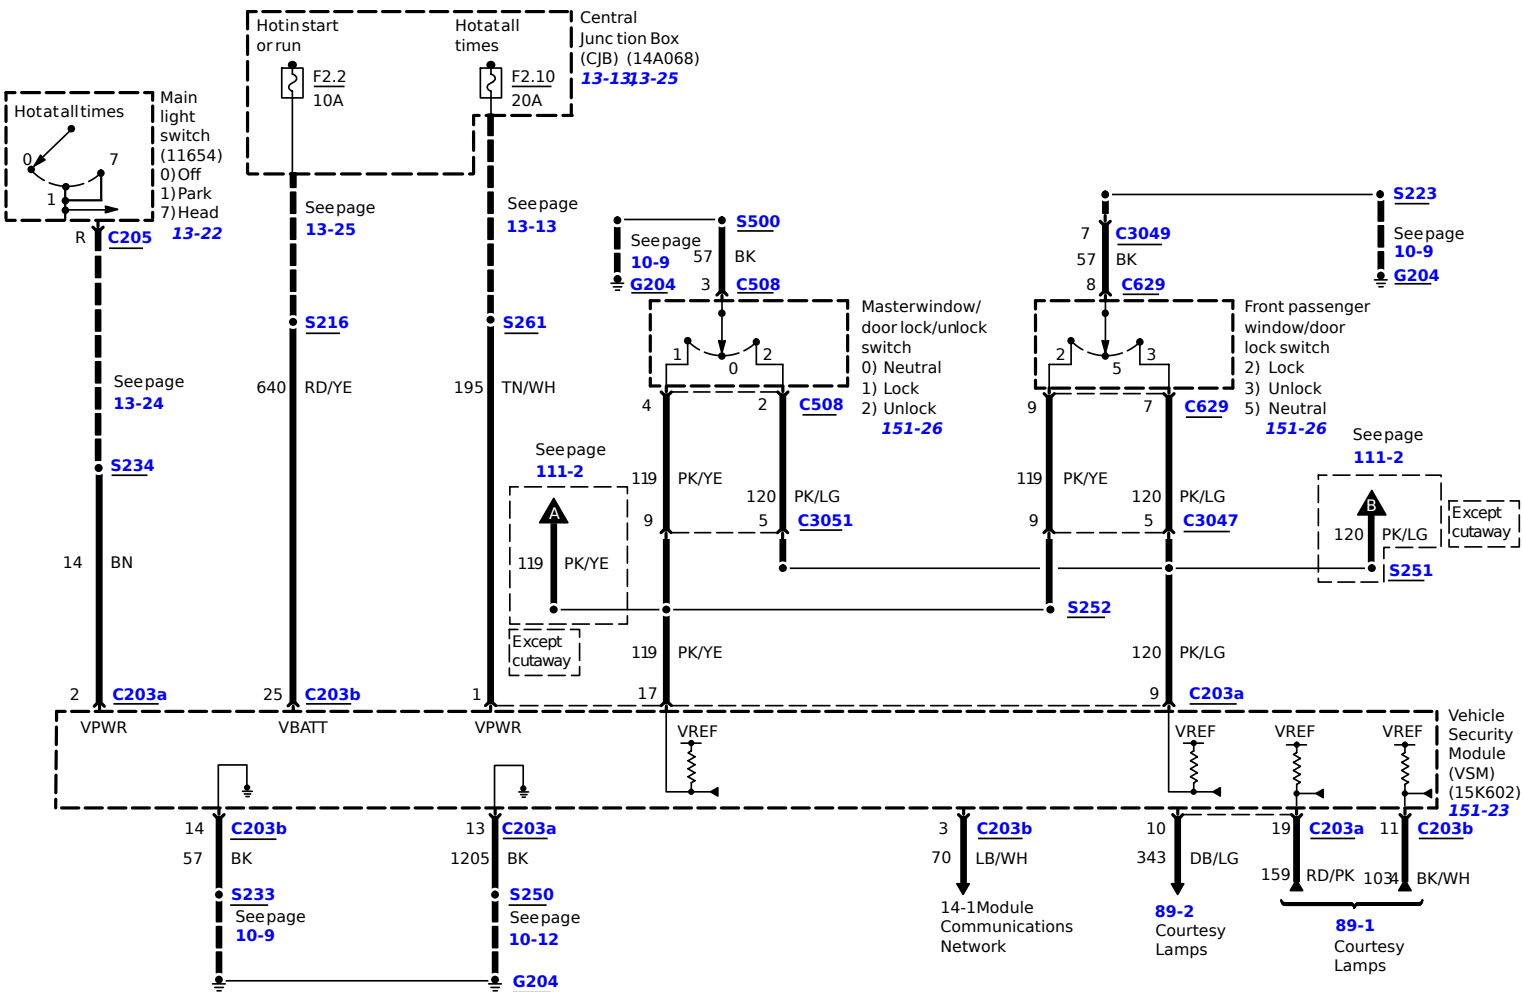 Hot in start
or run
Hot at all
times
Central
Junction Box
(CJB) (14A068)
13-13, 13-25
F2.2
10A
F2.10
20A
Hot at all times
0
7
1
Main
light
switch
(11654)
0) Off
1) Park
7) Head
13-22
R
C205
See page
13-24
S234
14
BN
2
C203a
See page
13-25
S216
640
RD/YE
25
C203b
See page
13-13
S261
195
TN/WH
1
S500
See page
10-9
G204
57
BK
3
C508
1
2
0
Master window/
door lock/unlock
switch
0) Neutral
1) Lock
2) Unlock
151-26
4
2
C508
119
PK/YE
120
PK/LG
9
5
C3051
See page
111-2
A
119
PK/YE
Except
cutaway
119
PK/YE
17
S223
See page
10-9
G204
7
C3049
57
BK
8
C629
2
3
5
Front passenger
window/door
lock switch
2) Lock
3) Unlock
5) Neutral
151-26
9
7
C629
119
PK/YE
120
PK/LG
9
5
C3047
See page
111-2
B
120
PK/LG
Except
cutaway
S251
S252
120
PK/LG
9
C203a
VPWR
VBATT
VPWR
VREF
VREF
VREF
VREF
Vehicle
Security
Module
(VSM)
(15K602)
151-23
14
C203b
57
BK
S233
See page
10-9
13
C203a
1205
BK
S250
See page
10-12
G204
3
C203b
70
LB/WH
14-1 Module
Communications
Network
10
343
DB/LG
89-2
Courtesy
Lamps
19
C203a
159
RD/PK
11
C203b
1034
BK/WH
89-1
Courtesy
Lamps